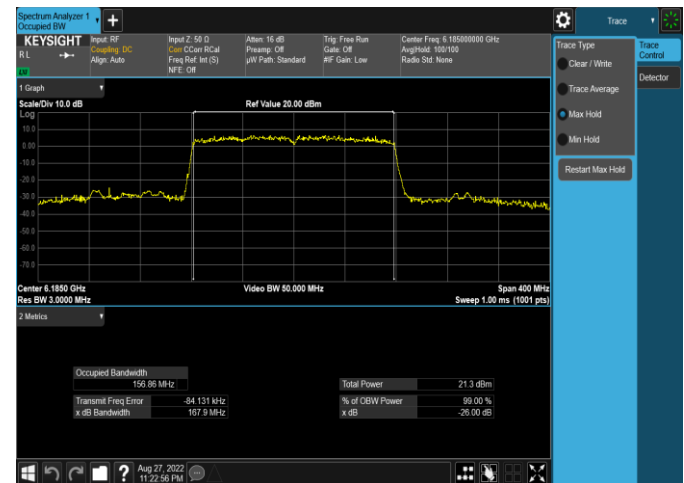 Spectrum Analyzer 1
Occupied BW
Trace
KEYSIGHT
Input: RF
Coupling: DC
Align: Auto
Input Z: 50 Ω
Corr CCorr RCal
Freq Ref: Int (S)
NFE: Off
Atten: 16 dB
Preamp: Off
µW Path: Standard
Trig: Free Run
Gate: Off
#IF Gain: Low
Center Freq: 6.185000000 GHz
Avg|Hold: 100/100
Radio Std: None
R L
Trace Type
Clear / Write
Trace Average
Max Hold
Min Hold
Restart Max Hold
Trace
Control
Detector
1 Graph
Scale/Div 10.0 dB
Ref Value 20.00 dBm
Log
10.0
0.00
-10.0
-20.0
-30.0
-40.0
-50.0
-60.0
-70.0
Center 6.1850 GHz
Video BW 50.000 MHz
Span 400 MHz
Res BW 3.0000 MHz
Sweep 1.00 ms (1001 pts)
2 Metrics
Occupied Bandwidth
156.86 MHz
Total Power
21.3 dBm
Transmit Freq Error
-84.131 kHz
% of OBW Power
99.00 %
x dB Bandwidth
167.9 MHz
x dB
-26.00 dB
Aug 27, 2022
11:22:56 PM